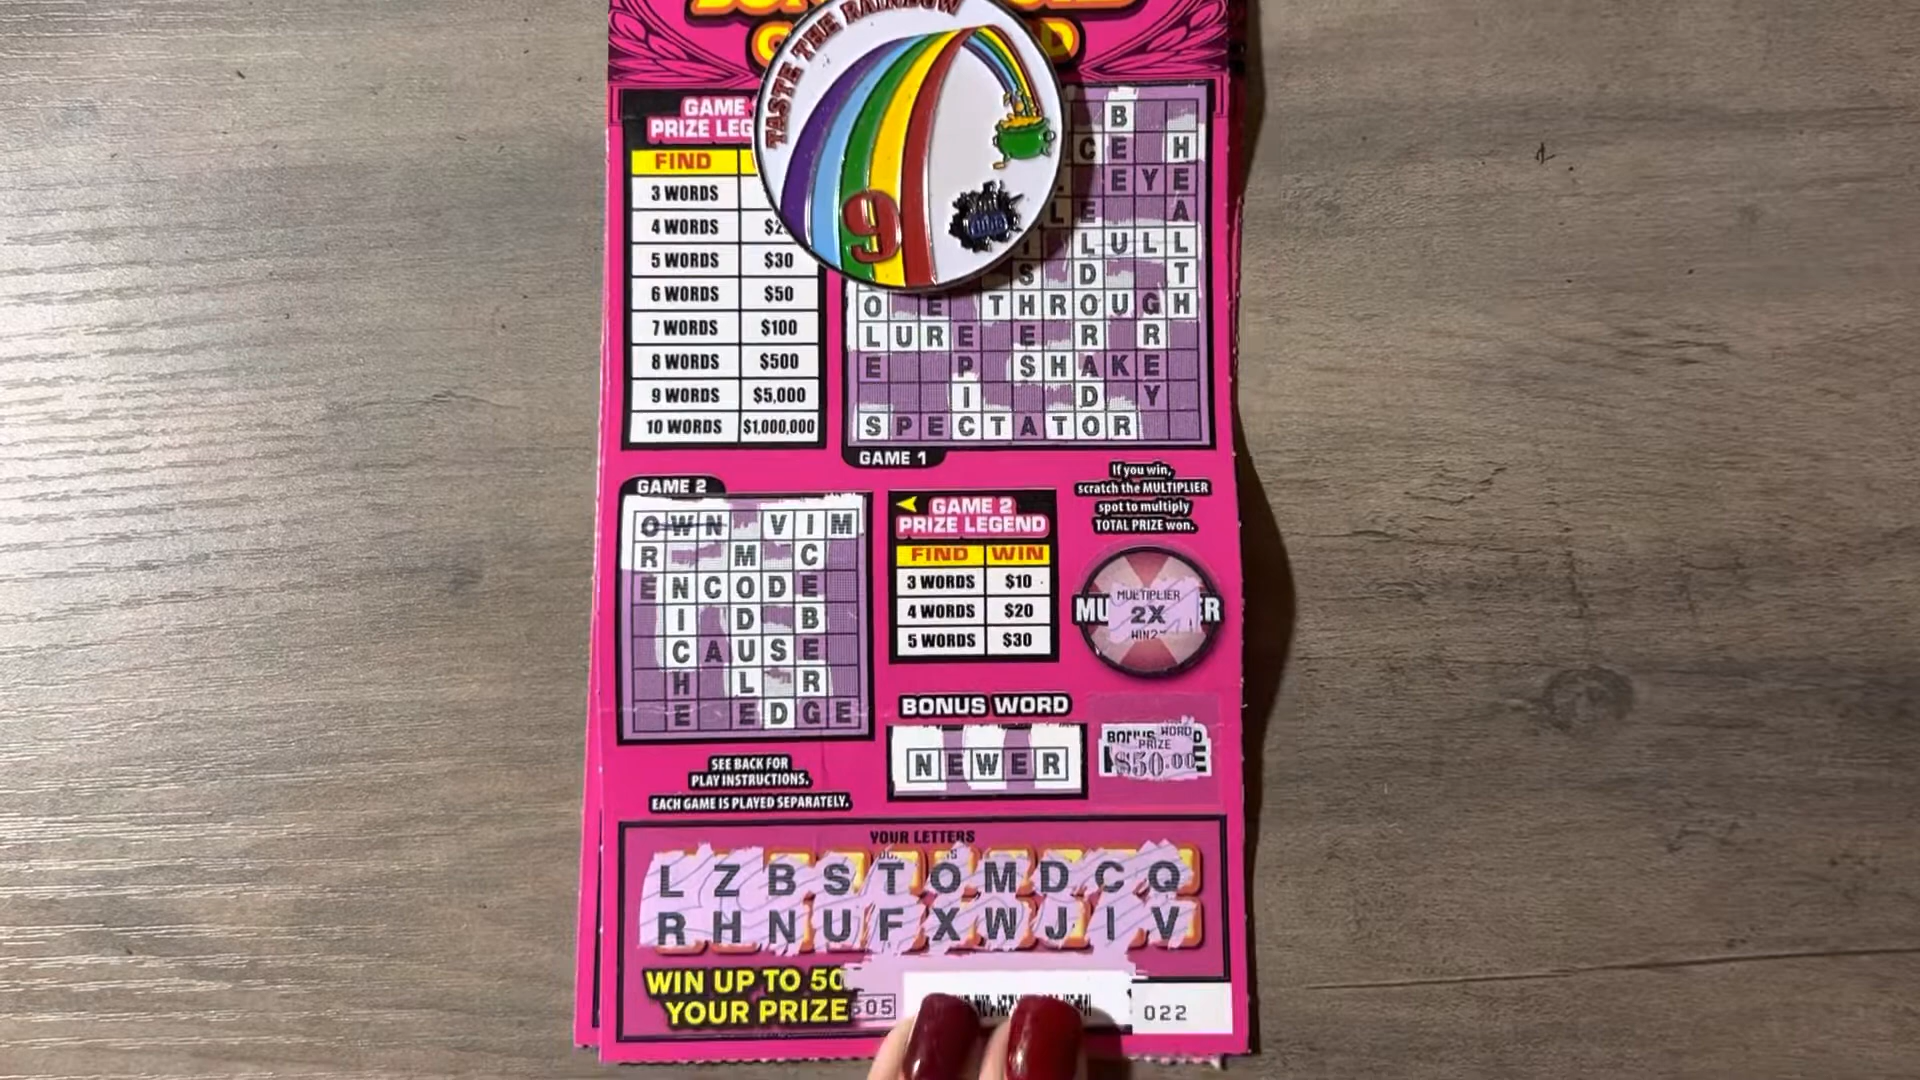 TASTE THE RAINBOW
9
GAME
PRIZE LEG
FIND
3 WORDS
4 WORDS
5 WORDS $30
6 WORDS $50
7 WORDS $100
8 WORDS $500
9 WORDS $5,000
10 WORDS $1,000,000
B
C E H
E Y E
L E A
L U L L
S D T
O E T H R O U G H
L U R E E R R
E P S H A K E
I D Y
S P E C T A T O R
GAME 1
GAME 2
O W N V I M
R M C
E N C O D E
I D B
C A U S E
H L R
E E D G E
GAME 2
PRIZE LEGEND
FIND WIN
3 WORDS $10
4 WORDS $20
5 WORDS $30
If you win,
scratch the MULTIPLIER
spot to multiply
TOTAL PRIZE won.
MULTIPLIER
2X
BONUS WORD
N E W E R
PRIZE
$50.00
SEE BACK FOR
PLAY INSTRUCTIONS.
EACH GAME IS PLAYED SEPARATELY.
YOUR LETTERS
L Z B S T O M D C Q
R H N U F X W J I V
WIN UP TO 50
YOUR PRIZE
022